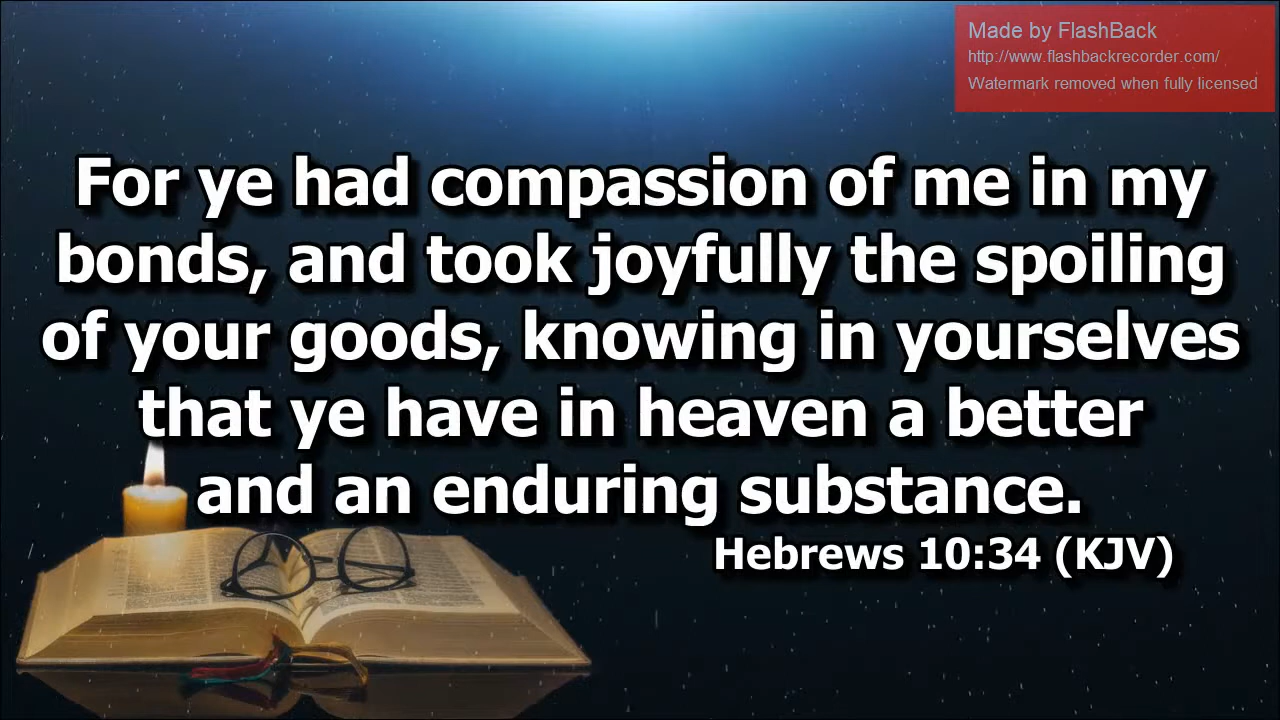 Made by FlashBack
http://www.flashbackrecorder.com/
Watermark removed when fully licensed
For ye had compassion of me in my
bonds, and took joyfully the spoiling
of your goods, knowing in yourselves
that ye have in heaven a better
and an enduring substance.
Hebrews 10:34 (KJV)